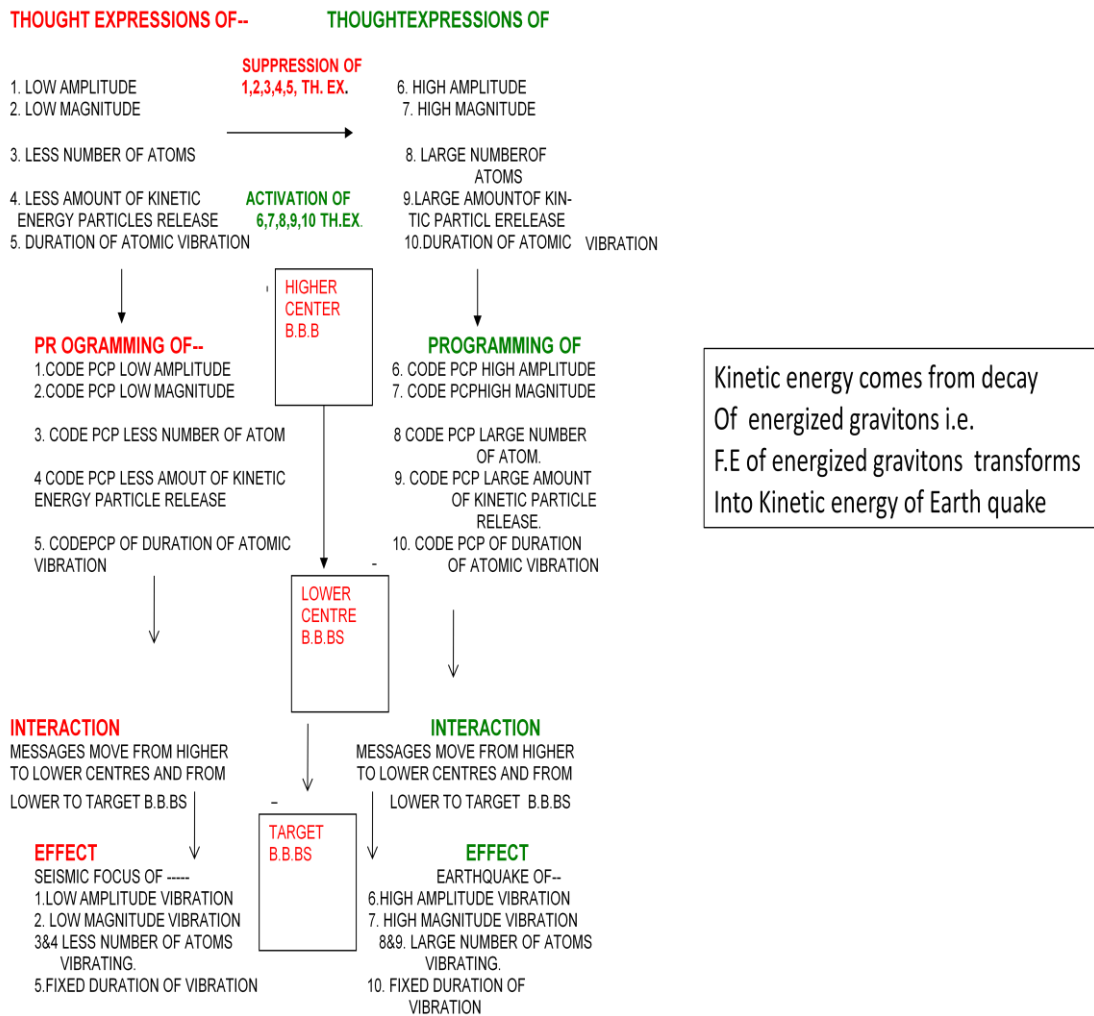 THOUGHT EXPRESSIONS OF--
THOUGHTEXPRESSIONS OF
SUPPRESSION OF
1,2,3,4,5, TH. EX.
1. LOW AMPLITUDE
2. LOW MAGNITUDE
3. LESS NUMBER OF ATOMS
4. LESS AMOUNT OF KINETIC
ENERGY PARTICLES RELEASE
5. DURATION OF ATOMIC VIBRATION
ACTIVATION OF
6,7,8,9,10 TH.EX.
6. HIGH AMPLITUDE
7. HIGH MAGNITUDE
8. LARGE NUMBEROF
ATOMS
9.LARGE AMOUNTOF KIN-
TIC PARTICL ERELEASE
10.DURATION OF ATOMIC VIBRATION
HIGHER
CENTER
B.B.B
PR OGRAMMING OF--
1.CODE PCP LOW AMPLITUDE
2.CODE PCP LOW MAGNITUDE
3. CODE PCP LESS NUMBER OF ATOM
4 CODE PCP LESS AMOUT OF KINETIC
ENERGY PARTICLE RELEASE
5. CODEPCP OF DURATION OF ATOMIC
VIBRATION
PROGRAMMING OF
6. CODE PCP HIGH AMPLITUDE
7. CODE PCPHIGH MAGNITUDE
8 CODE PCP LARGE NUMBER
OF ATOM.
9. CODE PCP LARGE AMOUNT
OF KINETIC PARTICLE
RELEASE.
10. CODE PCP OF DURATION
OF ATOMIC VIBRATION
Kinetic energy comes from decay
Of energized gravitons i.e.
F.E of energized gravitons transforms
Into Kinetic energy of Earth quake
LOWER
CENTRE
B.B.BS
INTERACTION
MESSAGES MOVE FROM HIGHER
TO LOWER CENTRES AND FROM
LOWER TO TARGET B.B.BS
INTERACTION
MESSAGES MOVE FROM HIGHER
TO LOWER CENTRES AND FROM
LOWER TO TARGET B.B.BS
TARGET
B.B.BS
EFFECT
SEISMIC FOCUS OF -----
1.LOW AMPLITUDE VIBRATION
2. LOW MAGNITUDE VIBRATION
3&4 LESS NUMBER OF ATOMS
VIBRATING.
5.FIXED DURATION OF VIBRATION
EFFECT
EARTHQUAKE OF--
6.HIGH AMPLITUDE VIBRATION
7. HIGH MAGNITUDE VIBRATION
8&9. LARGE NUMBER OF ATOMS
VIBRATING.
10. FIXED DURATION OF
VIBRATION